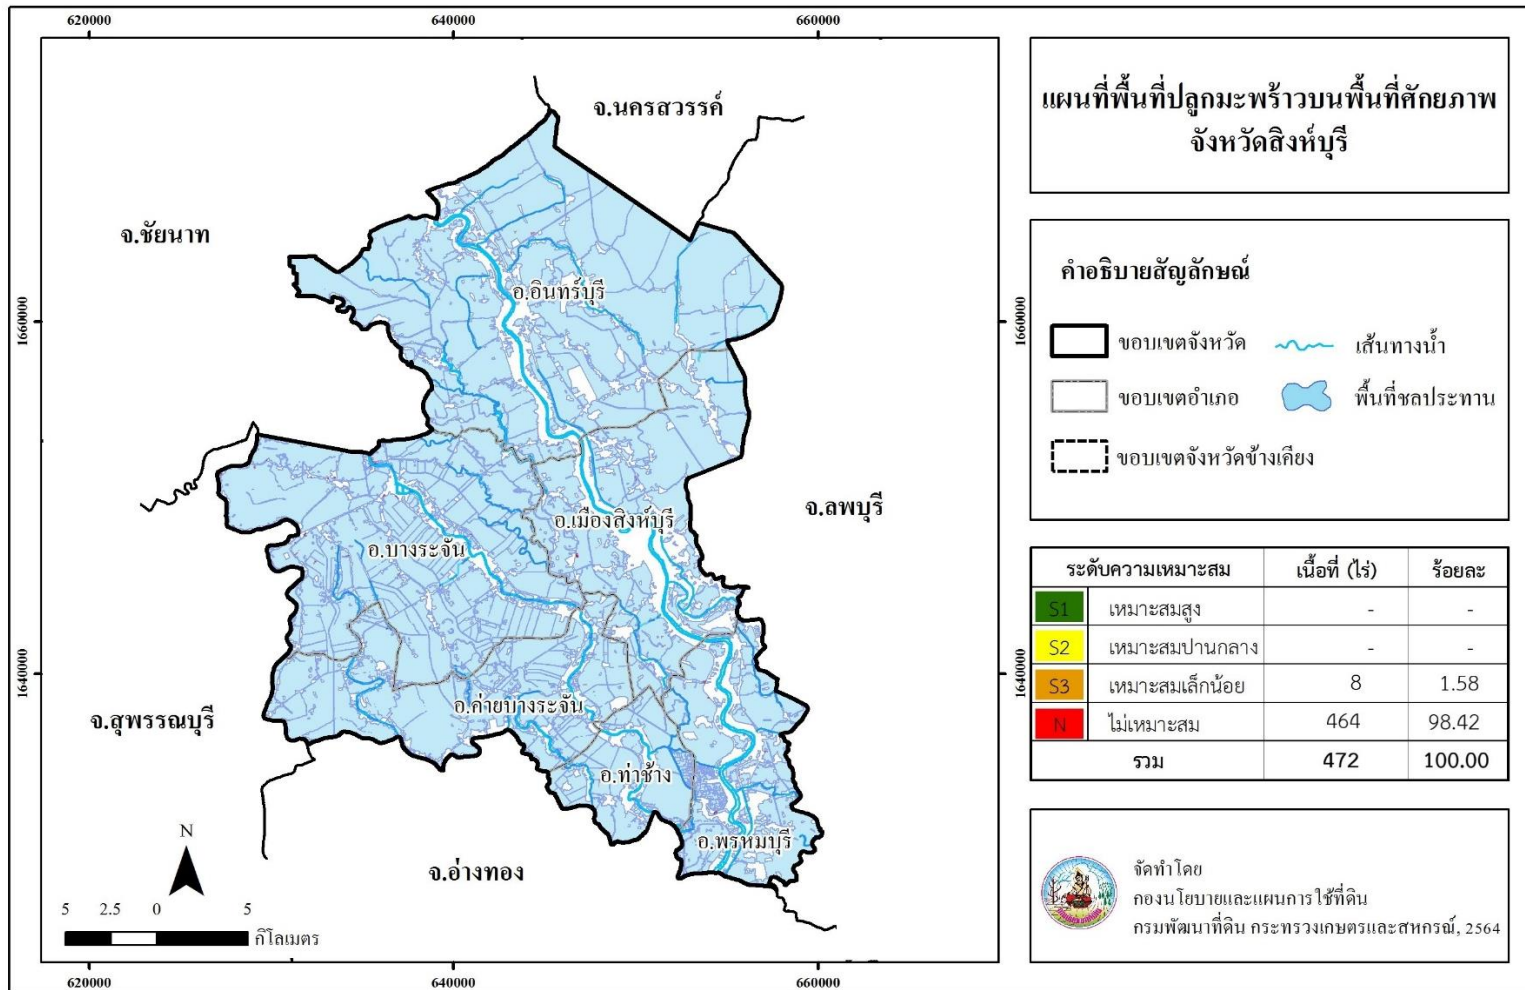 620000 640000 660000
แผนที่พื้นที่ปลูกมะพร้าวบนพื้นที่ศักยภาพ
จังหวัดสิงห์บุรี
จ.นครสวรรค์
จ.ชัยนาท
อ.อินทร์บุรี
1660000
1660000
จ.ลพบุรี
อ.เมืองสิงห์บุรี
อ.บางระจัน
1640000
1640000
จ.สุพรรณบุรี
อ.ค่ายบางระจัน
อ.ท่าช้าง
อ.พรหมบุรี
จ.อ่างทอง
N
5 2.5 0 5
กิโลเมตร
620000 640000 660000
คำอธิบายสัญลักษณ์
ขอบเขตจังหวัด เส้นทางน้ำ
ขอบเขตอำเภอ พื้นที่ชลประทาน
ขอบเขตจังหวัดข้างเคียง
ระดับความเหมาะสม เนื้อที่ (ไร่) ร้อยละ
S1 เหมาะสมสูง - -
S2 เหมาะสมปานกลาง - -
S3 เหมาะสมเล็กน้อย 8 1.58
N ไม่เหมาะสม 464 98.42
รวม 472 100.00
จัดทำโดย
กองนโยบายและแผนการใช้ที่ดิน
กรมพัฒนาที่ดิน กระทรวงเกษตรและสหกรณ์, 2564